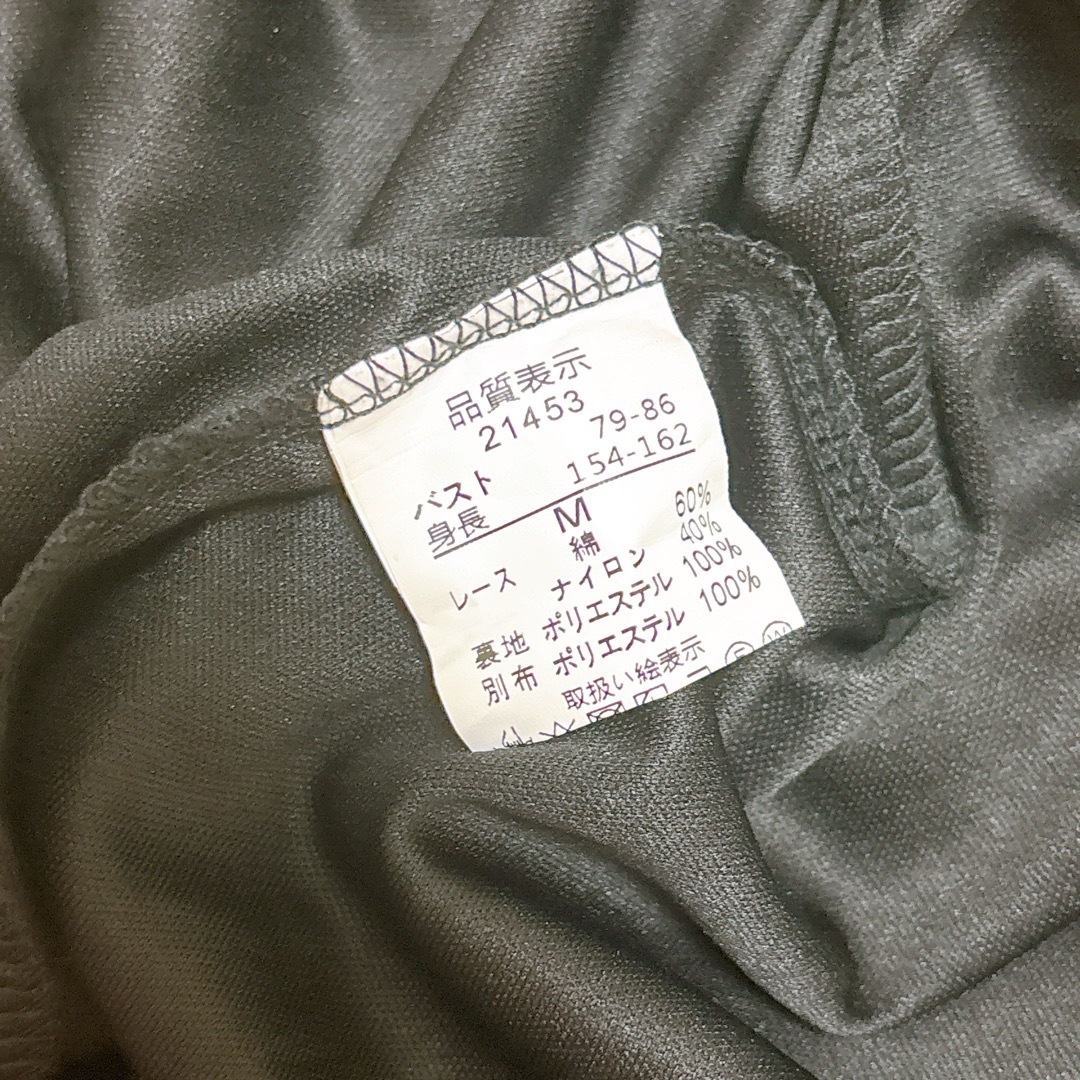 品質表示
21453
バスト 79-86
身長 154-162
M
レース 綿 60%
ナイロン 40%
裏地 ポリエステル 100%
別布 ポリエステル 100%
取扱い絵表示
F W